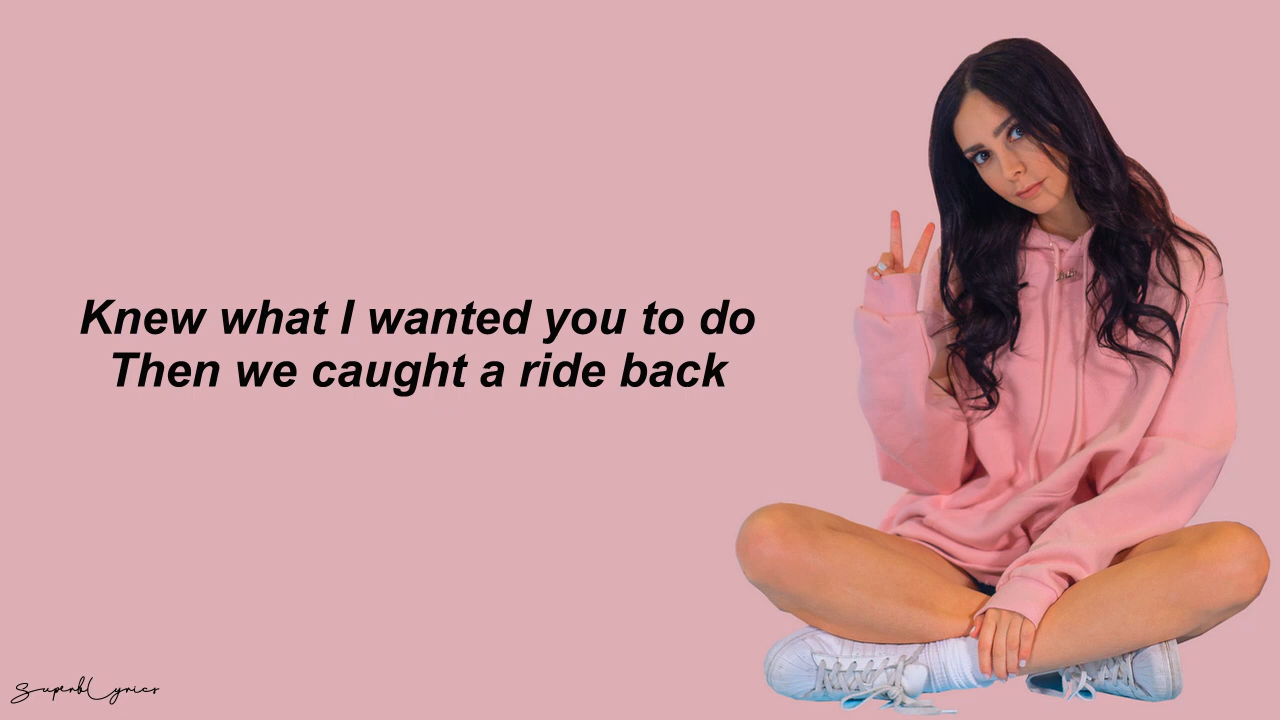 Knew what I wanted you to do
Then we caught a ride back
SuperbLyrics